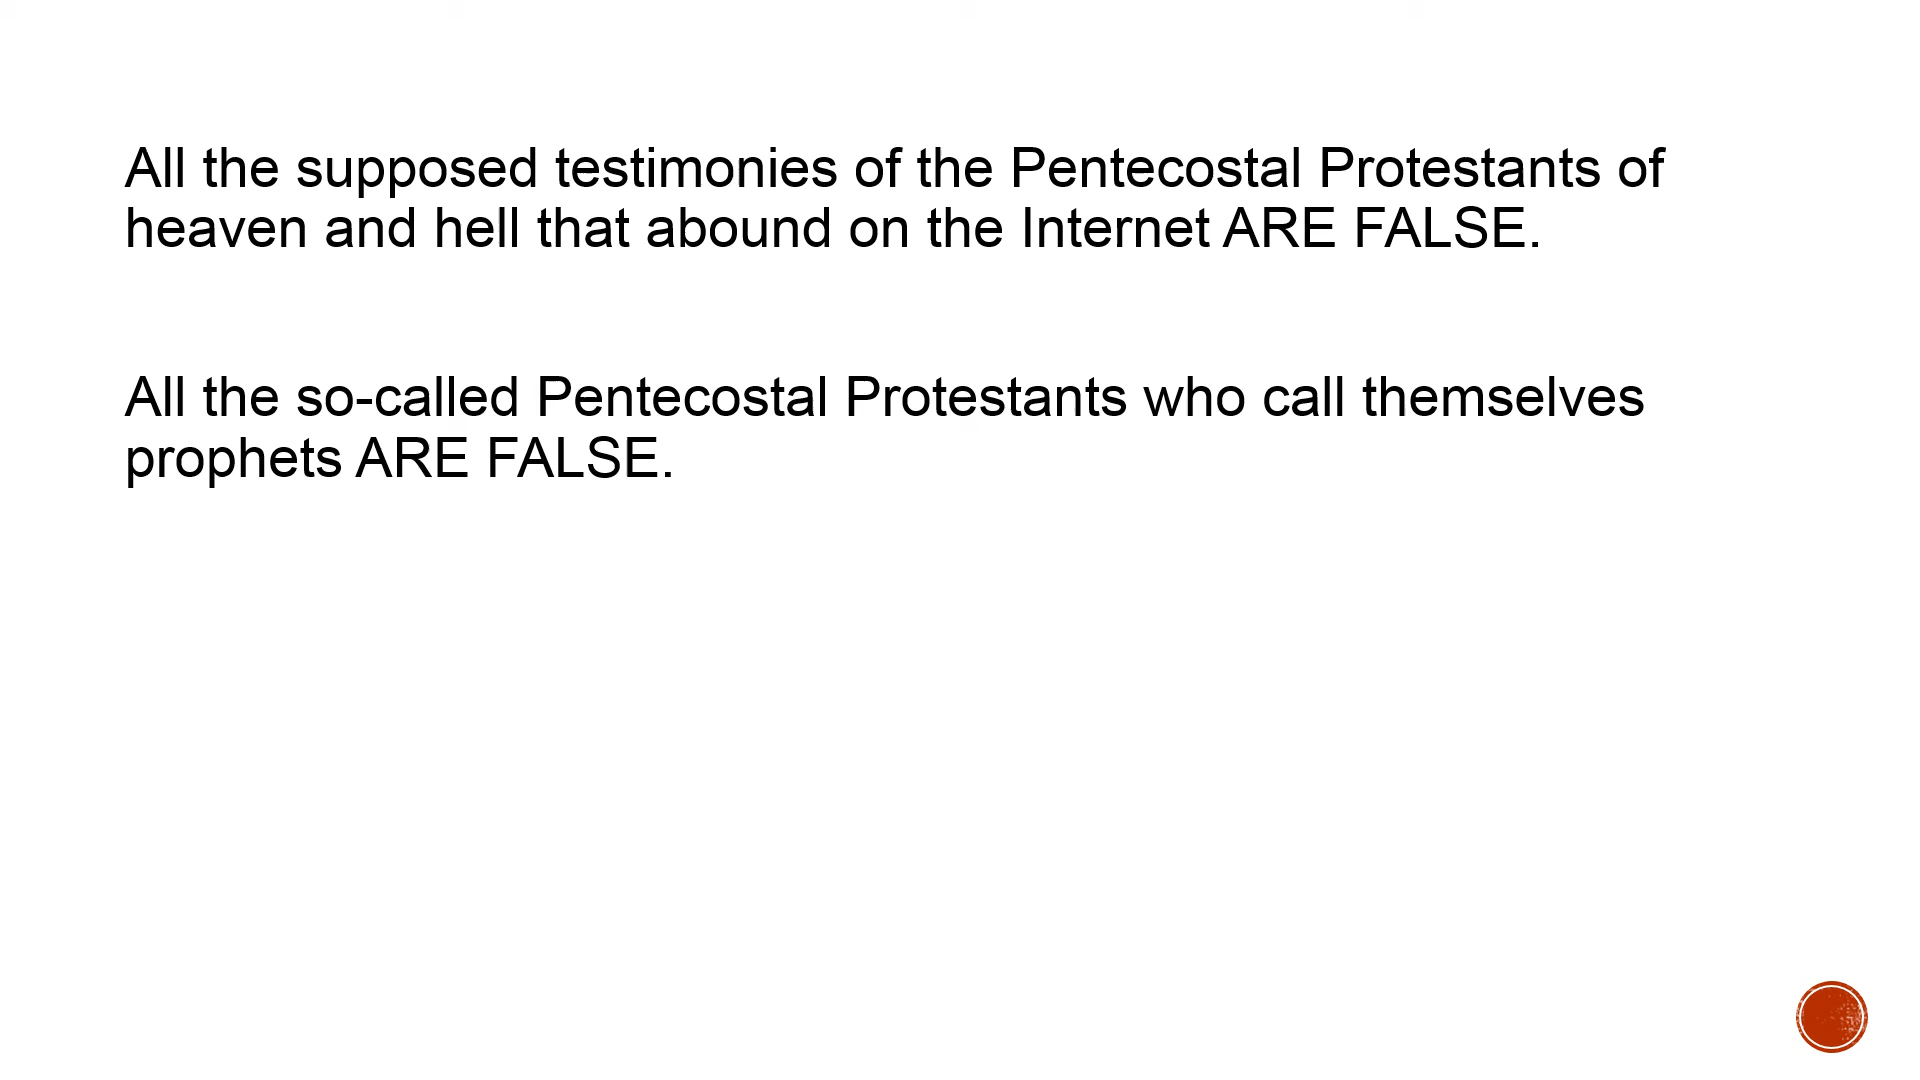 All the supposed testimonies of the Pentecostal Protestants of
heaven and hell that abound on the Internet ARE FALSE.
All the so-called Pentecostal Protestants who call themselves
prophets ARE FALSE.